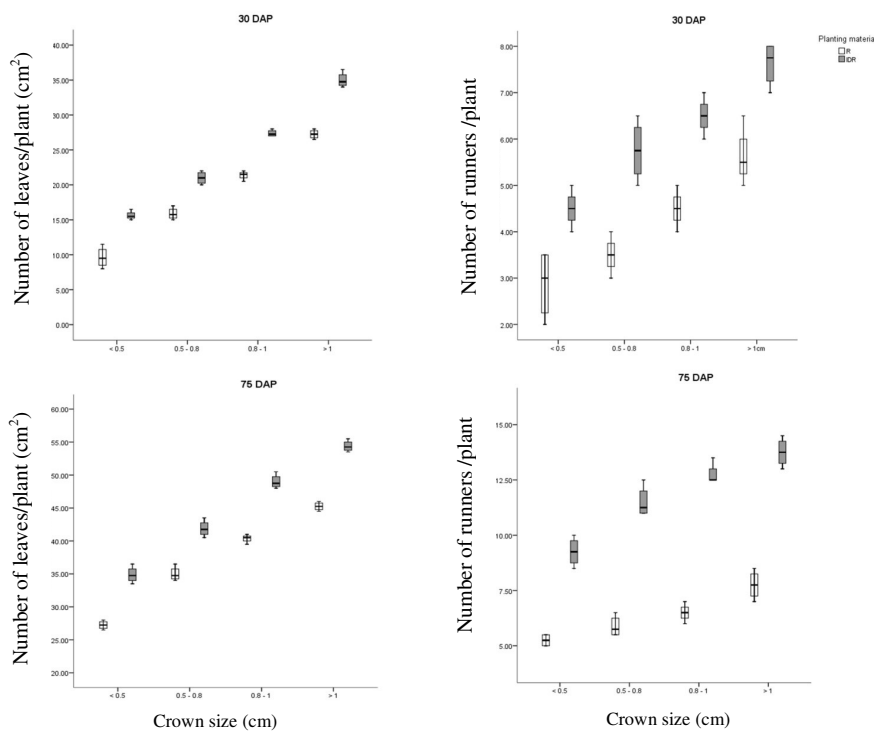 30 DAP
Number of leaves/plant (cm²)
40.00
35.00
30.00
25.00
20.00
15.00
10.00
5.00
0.00
< 0.5
0.5 - 0.8
0.8 - 1
> 1
30 DAP
Number of runners /plant
8.00
7.00
6.00
5.00
4.00
3.00
2.00
< 0.5
0.5 - 0.8
0.8 - 1
> 1cm
Planting material
R
IDR
75 DAP
Number of leaves/plant (cm²)
60.00
55.00
50.00
45.00
40.00
35.00
30.00
25.00
20.00
< 0.5
0.5 - 0.8
0.8 - 1
> 1
Crown size (cm)
75 DAP
Number of runners /plant
15.00
12.50
10.00
7.50
5.00
< 0.5
0.5 - 0.8
0.8 - 1
> 1
Crown size (cm)